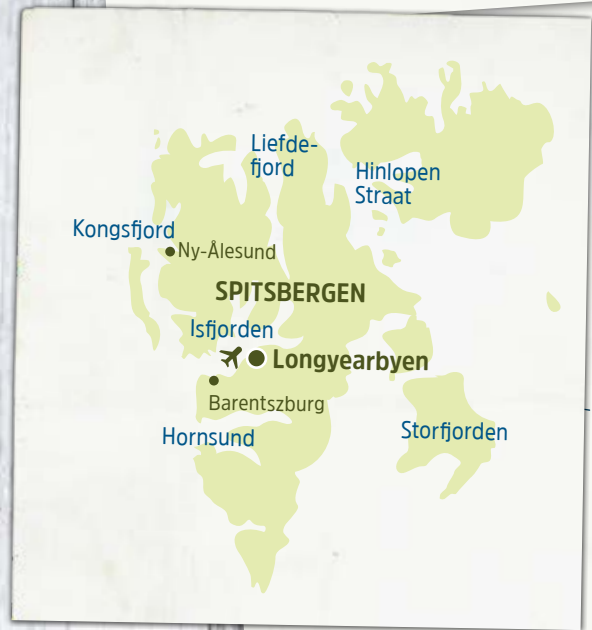 Liefde-
fjord
Hinlopen
Straat
Kongsfjord
Ny-Ålesund
SPITSBERGEN
Isfjorden
Longyearbyen
Barentszburg
Hornsund
Storfjorden